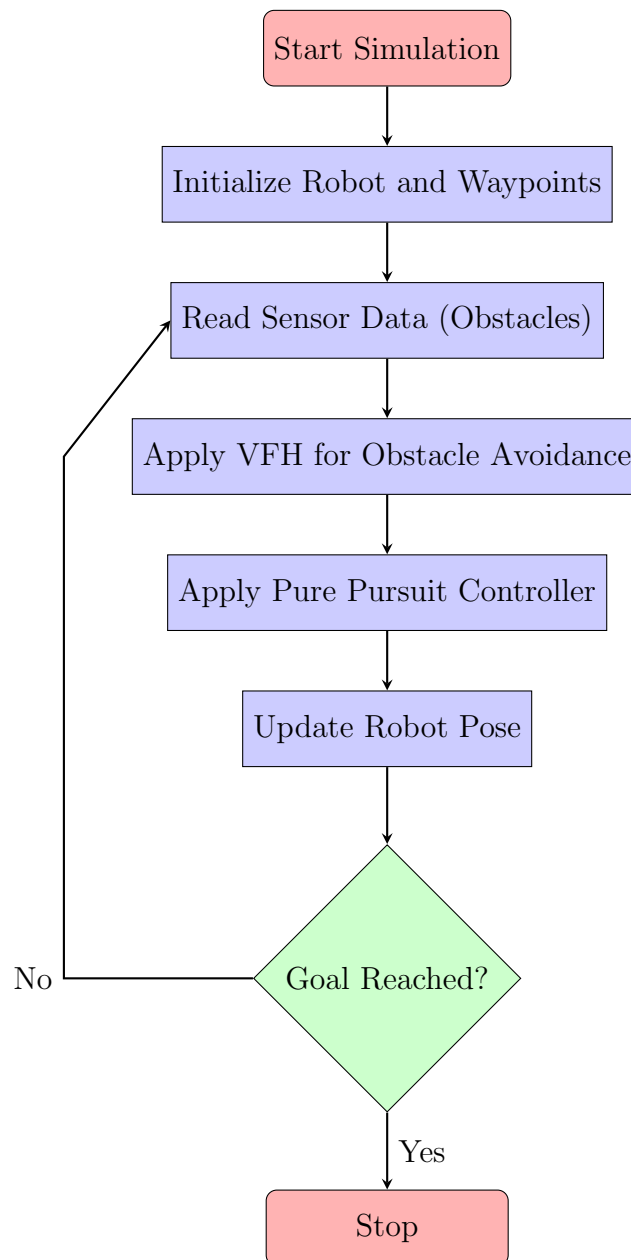 Start Simulation
Initialize Robot and Waypoints
Read Sensor Data (Obstacles)
Apply VFH for Obstacle Avoidance
Apply Pure Pursuit Controller
Update Robot Pose
Goal Reached?
No
Yes
Stop